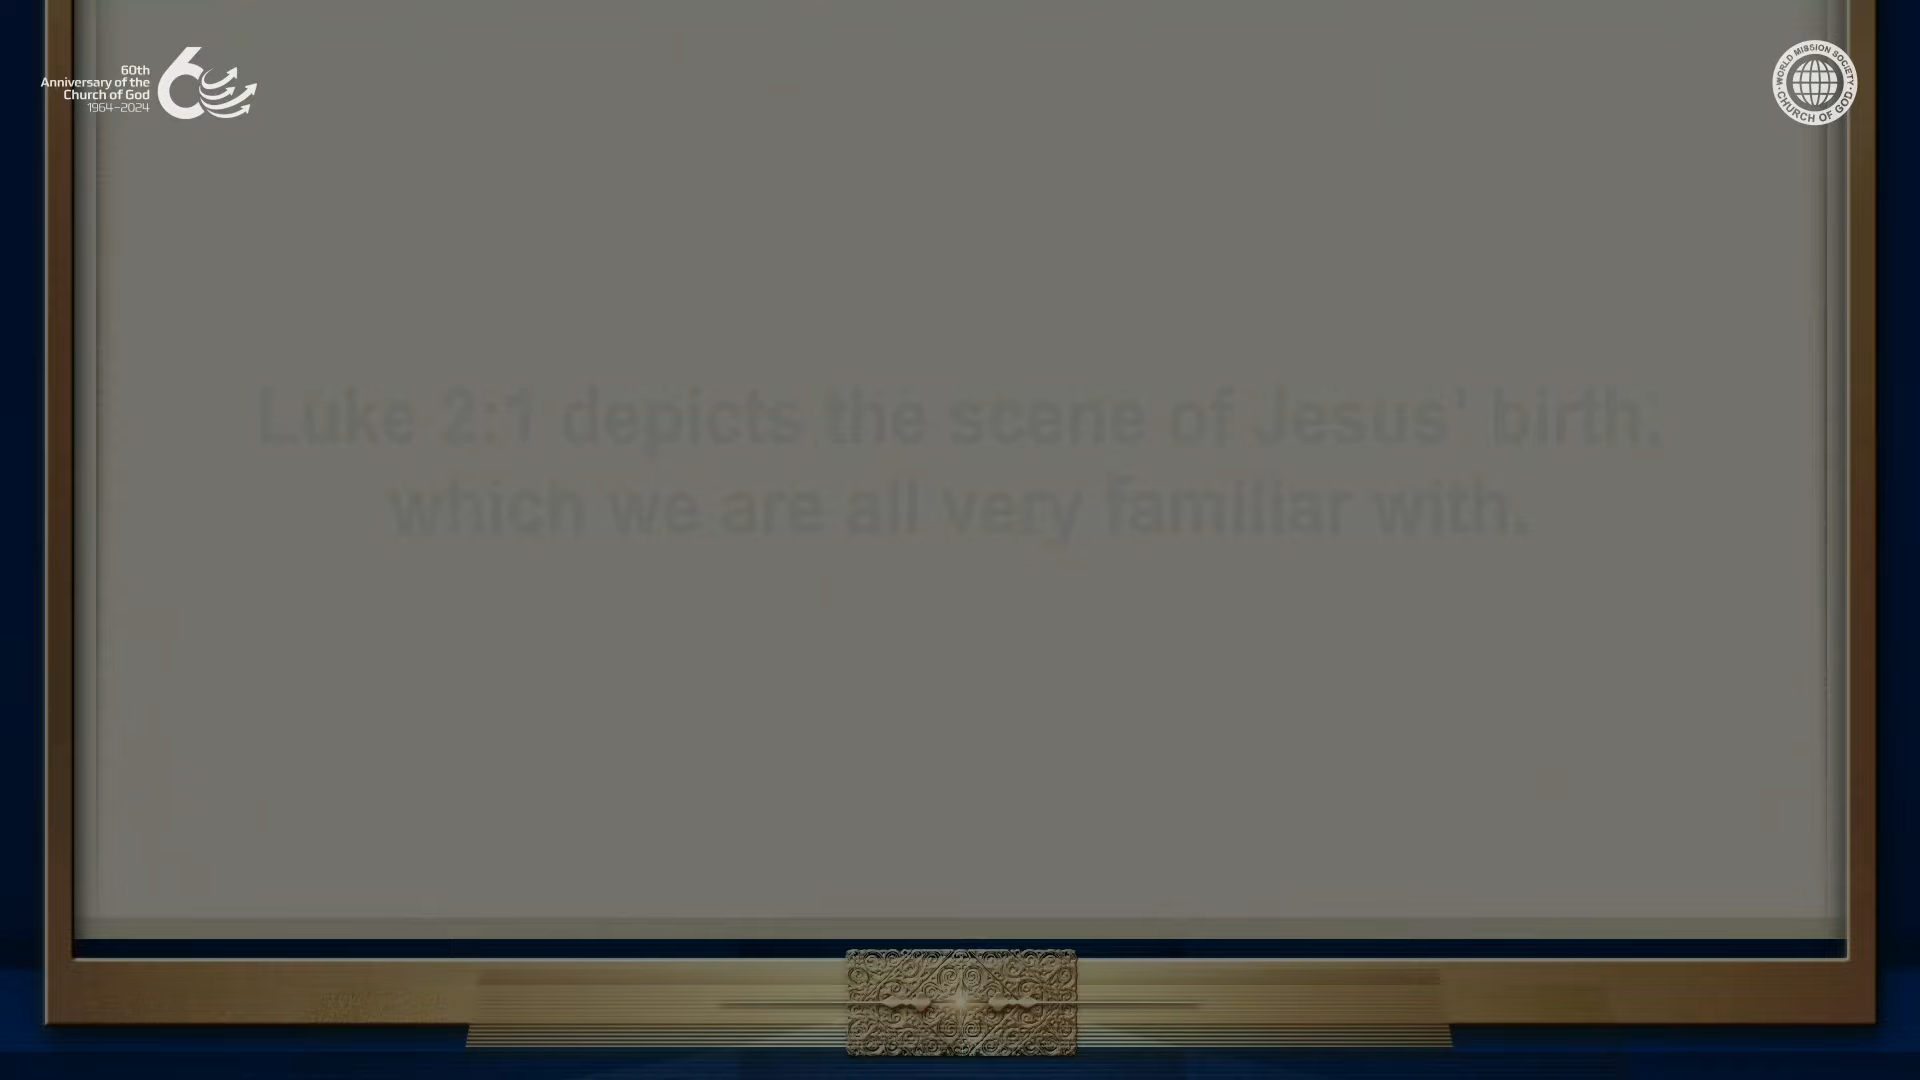 60th
Anniversary of the
Church of God
1964–2024
60
WORLD MISSION SOCIETY
CHURCH OF GOD
Luke 2:1 depicts the scene of Jesus' birth,
which we are all very familiar with.